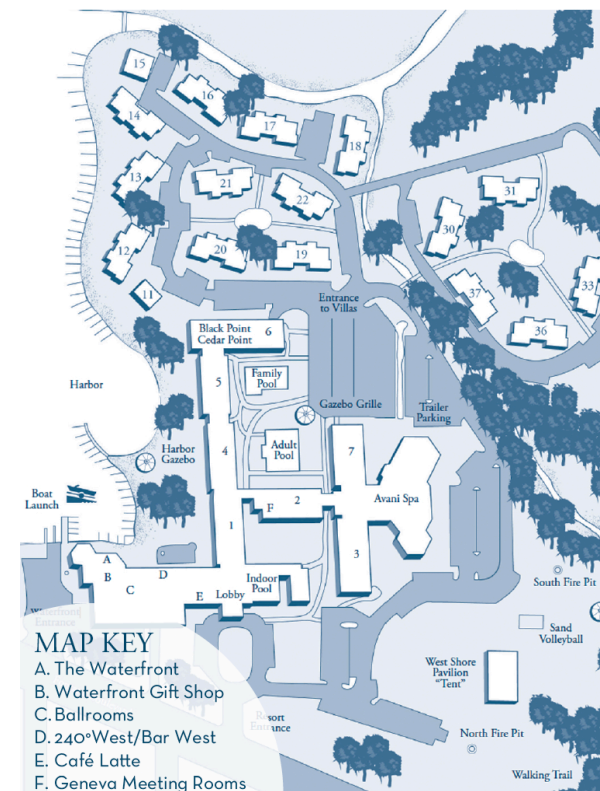 15
16
14
17
18
13
21
31
22
30
12
20
19
11
37
33
36
Entrance
to Villas
Black Point
Cedar Point
6
Family
Pool
5
Harbor
Gazebo Grille
Trailer
Parking
Adult
Pool
4
7
Harbor
Gazebo
Boat
Launch
Avani Spa
2
F
1
3
A
B
C
D
E
Lobby
Indoor
Pool
South Fire Pit
Waterfront
Entrance
Sand
Volleyball
West Shore
Pavilion
"Tent"
Resort
Entrance
North Fire Pit
Walking Trail
MAP KEY
A. The Waterfront
B. Waterfront Gift Shop
C. Ballrooms
D. 240°West/Bar West
E. Café Latte
F. Geneva Meeting Rooms